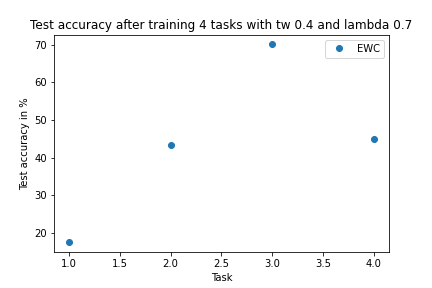 Test accuracy after training 4 tasks with tw 0.4 and lambda 0.7
EWC
Test accuracy in %
70
60
50
40
30
20
1.0 1.5 2.0 2.5 3.0 3.5 4.0
Task